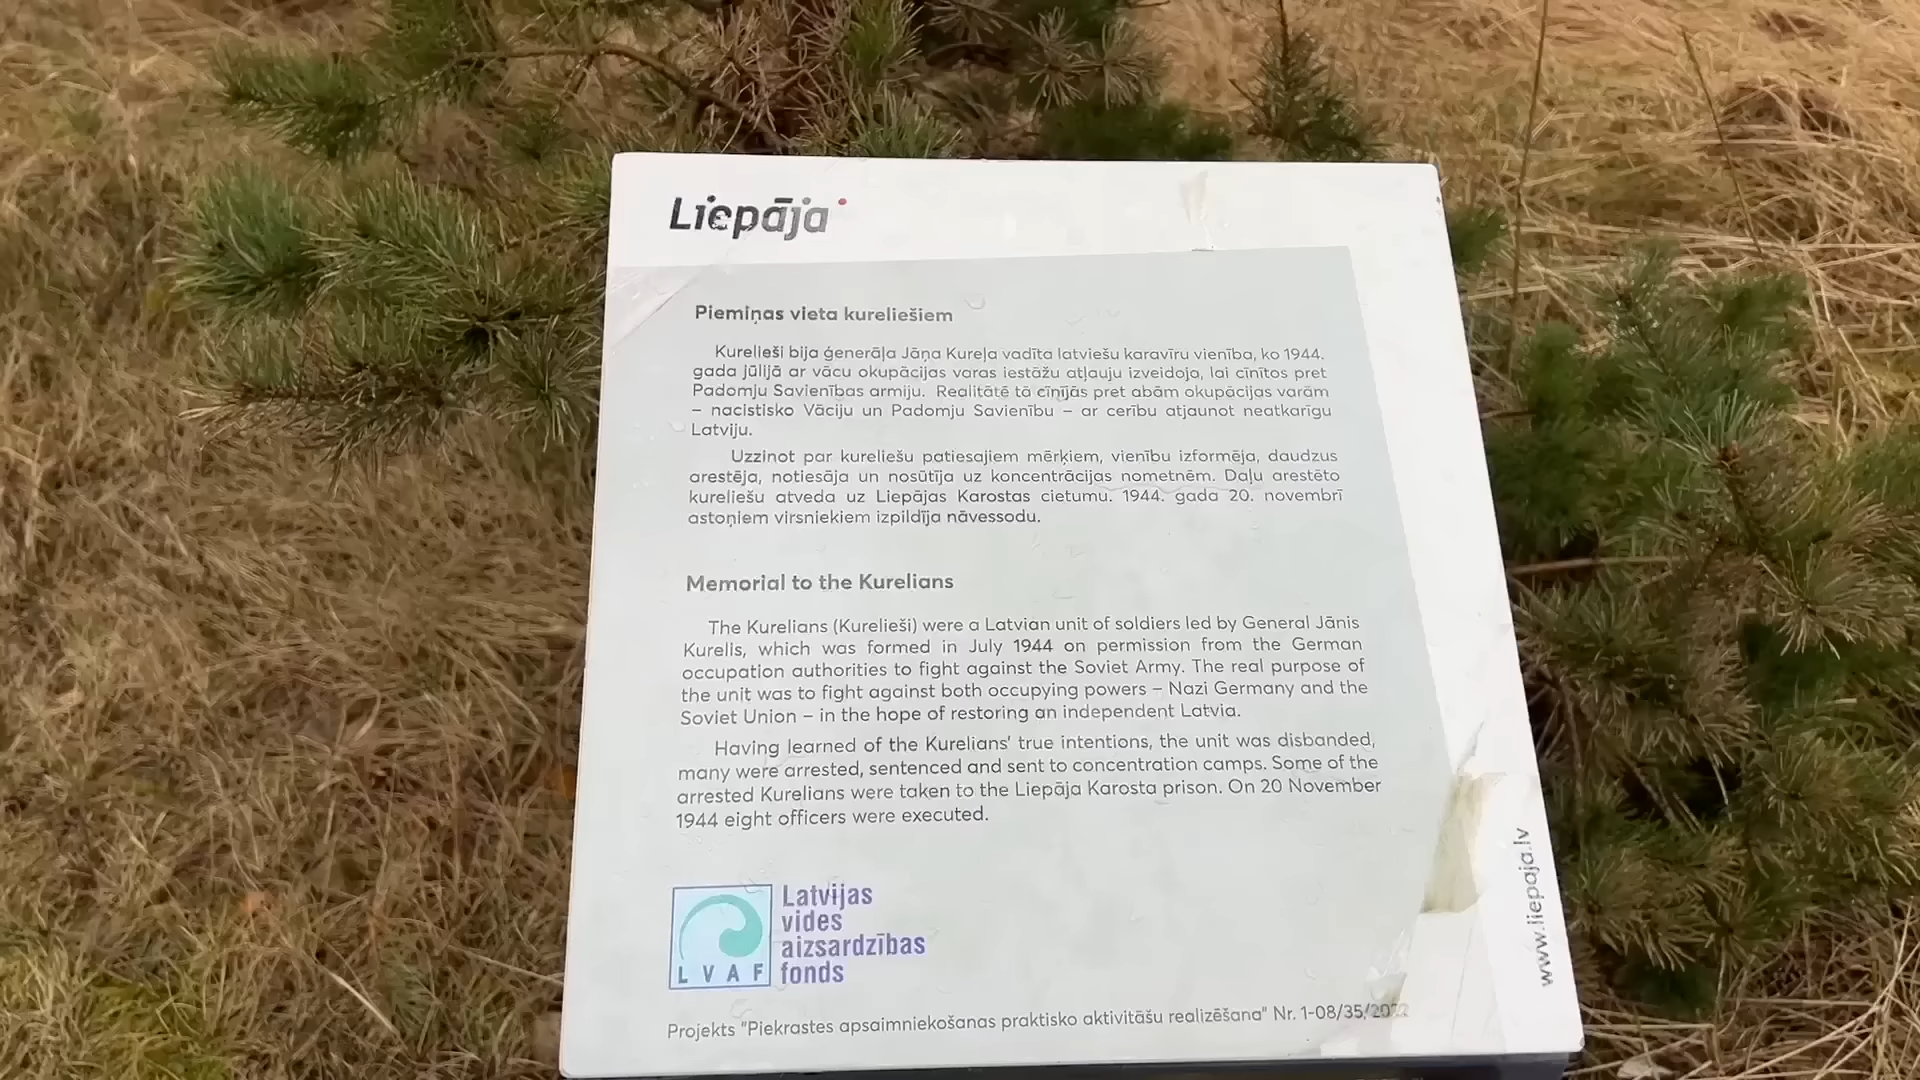 Liepāja
Piemiņas vieta kureliešiem
Kurelieši bija ģenerāļa Jāņa Kureļa vadīta latviešu karavīru vienība, ko 1944.
gada jūlijā ar vācu okupācijas varas iestāžu atļauju izveidoja, lai cīnītos pret
Padomju Savienības armiju. Realitātē tā cīnījās pret abām okupācijas varām
– nacistisko Vāciju un Padomju Savienību – ar cerību atjaunot neatkarīgu
Latviju.
Uzzinot par kureliešu patiesajiem mērķiem, vienību izformēja, daudzus
arestēja, notiesāja un nosūtīja uz koncentrācijas nometnēm. Daļu arestēto
kureliešu atveda uz Liepājas Karostas cietumu. 1944. gada 20. novembrī
astoņiem virsniekiem izpildīja nāvessodu.
Memorial to the Kurelians
The Kurelians (Kurelieši) were a Latvian unit of soldiers led by General Jānis
Kurelis, which was formed in July 1944 on permission from the German
occupation authorities to fight against the Soviet Army. The real purpose of
the unit was to fight against both occupying powers – Nazi Germany and the
Soviet Union – in the hope of restoring an independent Latvia.
Having learned of the Kurelians' true intentions, the unit was disbanded,
many were arrested, sentenced and sent to concentration camps. Some of the
arrested Kurelians were taken to the Liepāja Karosta prison. On 20 November
1944 eight officers were executed.
Latvijas
vides
aizsardzības
fonds
LVAF
Projekts "Piekrastes apsaimniekošanas praktisko aktivitāšu realizēšana" Nr. 1-08/35/2022
www.liepaja.lv